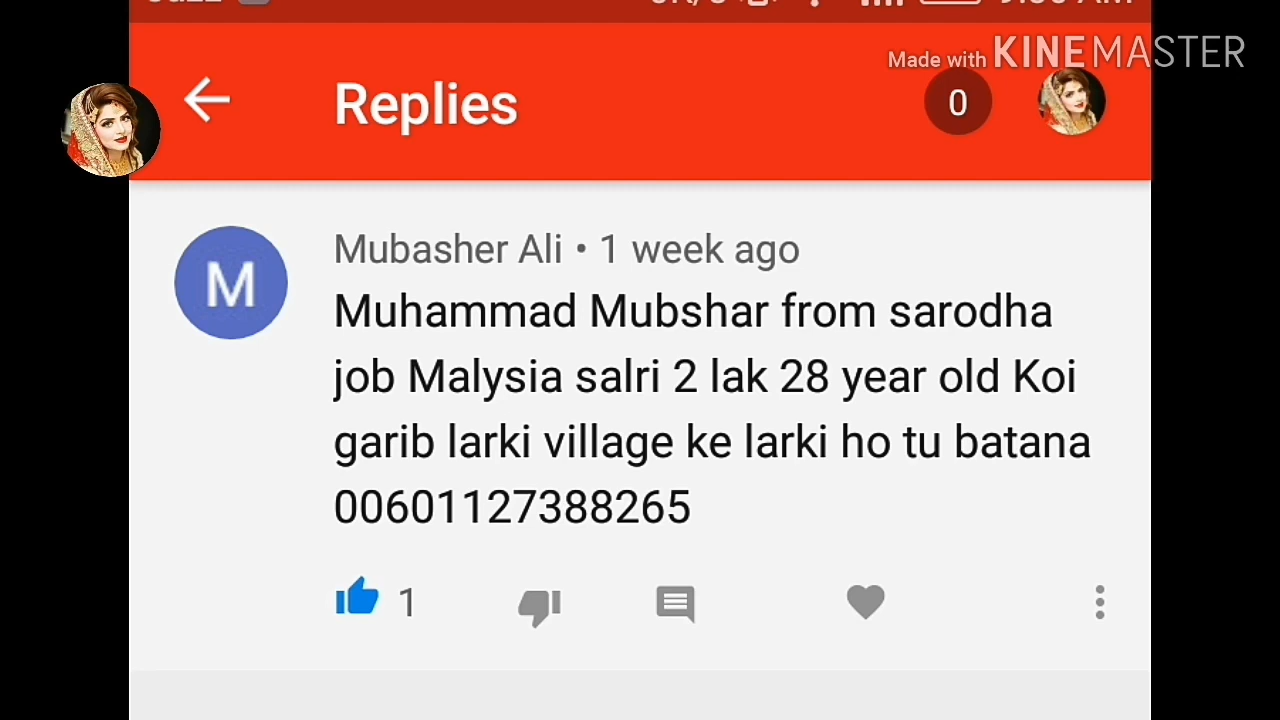 Made with KINEMASTER
Replies
0
M
Mubasher Ali • 1 week ago
Muhammad Mubshar from sarodha
job Malysia salri 2 lak 28 year old Koi
garib larki village ke larki ho tu batana
00601127388265
1